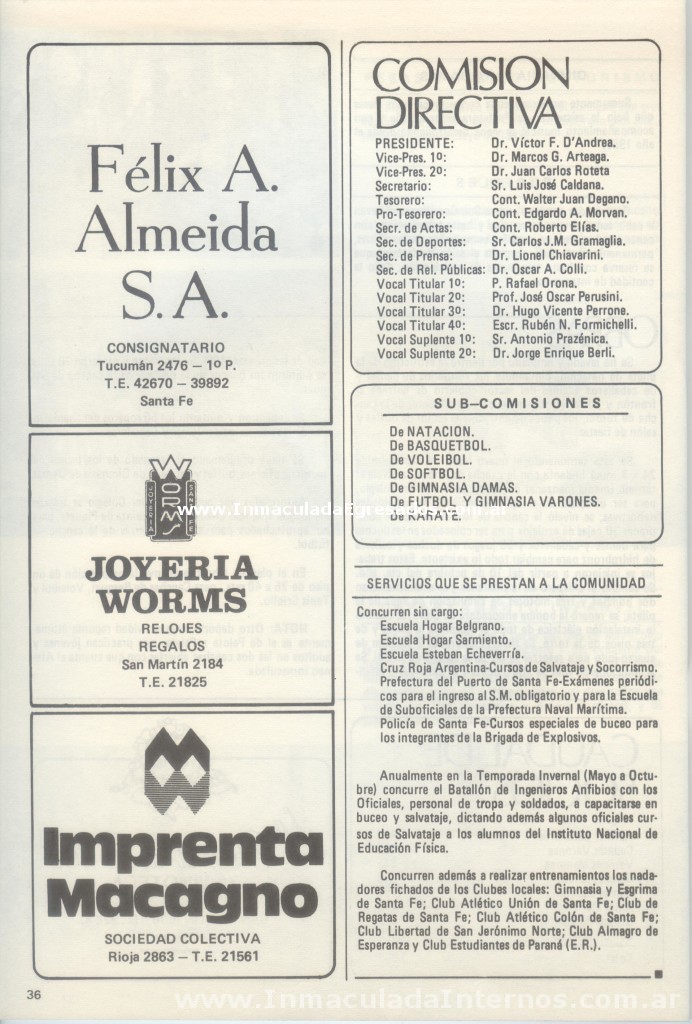 Félix A.
Almeida
S.A.
CONSIGNATARIO
Tucumán 2476 – 1º P.
T.E. 42670 – 39892
Santa Fe
WORMS
JOYERIA
SANTA FE
JOYERIA
WORMS
RELOJES
REGALOS
San Martín 2184
T.E. 21825
Imprenta
Macagno
SOCIEDAD COLECTIVA
Rioja 2863 – T.E. 21561
36
COMISION
DIRECTIVA
PRESIDENTE: Dr. Víctor F. D'Andrea.
Vice-Pres. 1º: Dr. Marcos G. Arteaga.
Vice-Pres. 2º: Dr. Juan Carlos Roteta
Secretario: Sr. Luis José Caldana.
Tesorero: Cont. Walter Juan Degano.
Pro-Tesorero: Cont. Edgardo A. Morvan.
Secr. de Actas: Cont. Roberto Elías.
Sec. de Deportes: Sr. Carlos J.M. Gramaglia.
Sec. de Prensa: Dr. Lionel Chiavarini.
Sec. de Rel. Públicas: Dr. Oscar A. Colli.
Vocal Titular 1º: P. Rafael Orona.
Vocal Titular 2º: Prof. José Oscar Perusini.
Vocal Titular 3º: Dr. Hugo Vicente Perrone.
Vocal Titular 4º: Escr. Rubén N. Formichelli.
Vocal Suplente 1º: Sr. Antonio Prazénica.
Vocal Suplente 2º: Dr. Jorge Enrique Berli.
SUB–COMISIONES
De NATACION.
De BASQUETBOL.
De VOLEIBOL.
De SOFTBOL.
De GIMNASIA DAMAS.
De FUTBOL Y GIMNASIA VARONES.
De KARATE.
www.InmaculadaEgresados.com.ar
SERVICIOS QUE SE PRESTAN A LA COMUNIDAD
Concurren sin cargo:
Escuela Hogar Belgrano.
Escuela Hogar Sarmiento.
Escuela Esteban Echeverría.
Cruz Roja Argentina-Cursos de Salvataje y Socorrismo.
Prefectura del Puerto de Santa Fe-Exámenes periódi-
cos para el ingreso al S.M. obligatorio y para la Escuela
de Suboficiales de la Prefectura Naval Marítima.
Policía de Santa Fe-Cursos especiales de buceo para
los integrantes de la Brigada de Explosivos.
Anualmente en la Temporada Invernal (Mayo a Octu-
bre) concurre el Batallón de Ingenieros Anfibios con los
Oficiales, personal de tropa y soldados, a capacitarse en
buceo y salvataje, dictando además algunos oficiales cur-
sos de Salvataje a los alumnos del Instituto Nacional de
Educación Física.
Concurren además a realizar entrenamientos los nada-
dores fichados de los Clubes locales: Gimnasia y Esgrima
de Santa Fe; Club Atlético Unión de Santa Fe; Club de
Regatas de Santa Fe; Club Atlético Colón de Santa Fe;
Club Libertad de San Jerónimo Norte; Club Almagro de
Esperanza y Club Estudiantes de Paraná (E.R.).
www.InmaculadaInternos.com.ar